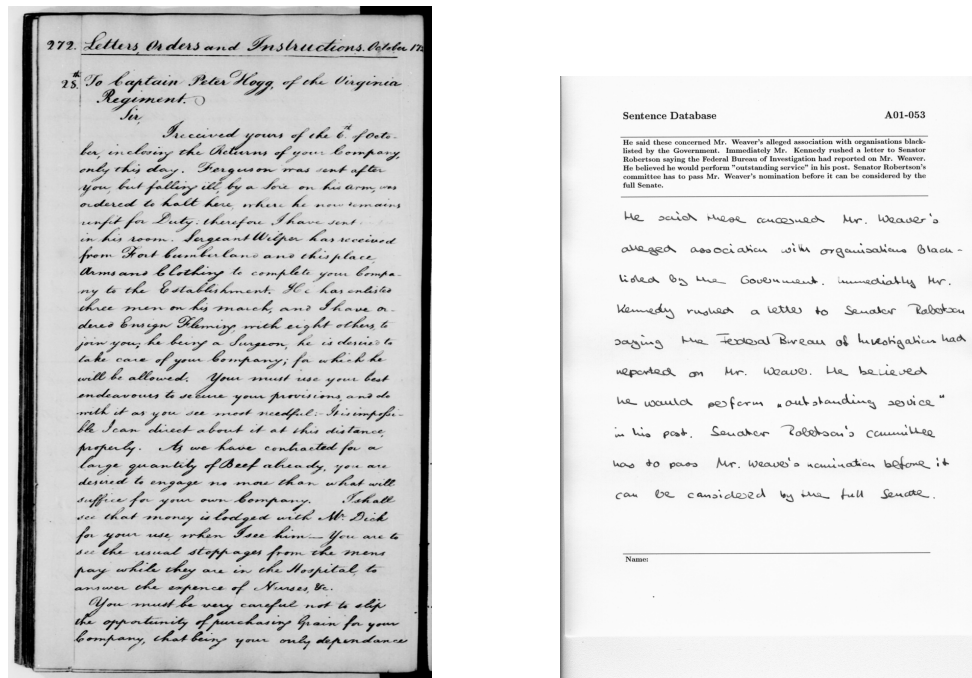 272. Letters, Orders and Instructions. October 17
28.th To Captain Peter Hogg, of the Virginia
Regiment.
Sir,
I received yours of the 6.th of Octo-
ber, inclosing the Returns of your Company,
only this day. Ferguson was sent after
you, but falling ill, by a Sore on his arm, was
ordered to halt here, where he now remains
unfit for Duty: therefore I have sent
in his room. Sergeant Wilper has received
from Fort Cumberland and this place,
Arms and Clothing to complete your Compa-
ny to the Establishment. He has enlisted
three men on his march, and I have or-
dered Ensign Fleming, with eight others, to
join you; he being a Surgeon, he is desired to
take care of your Company; for which he
will be allowed. Your must use your best
endeavours to secure your provisions, and do
with it as you see most needful:-It is impossi-
ble I can direct about it at this distance,
properly. As we have contracted for a
large quantity of Beef already, you are
desired to engage no more than what will
suffice for your own Company. I shall
see that money is lodged with Mr. Dick
for your use, when I see him—You are to
see the usual stoppages from the mens
pay while they are in the Hospital, to
answer the expence of Nurses, &c.
You must be very careful not to slip
the opportunity of purchasing Grain for your
Company, that being your only dependance
Sentence Database A01-053
He said these concerned Mr. Weaver's alleged association with organisations black-
listed by the Government. Immediately Mr. Kennedy rushed a letter to Senator
Robertson saying the Federal Bureau of Investigation had reported on Mr. Weaver.
He believed he would perform "outstanding service" in his post. Senator Robertson's
committee has to pass Mr. Weaver's nomination before it can be considered by the
full Senate.
He said these concerned Mr. Weaver's
alleged association with organisations black-
listed by the Government. immediately Mr.
Kennedy rushed a letter to Senator Robertson
saying the Federal Bureau of Investigation had
reported on Mr. Weaver. He believed
he would perform „outstanding service"
in his post. Senator Robertson's committee
has to pass Mr. Weaver's nomination before it
can be considered by the full Senate.
Name: